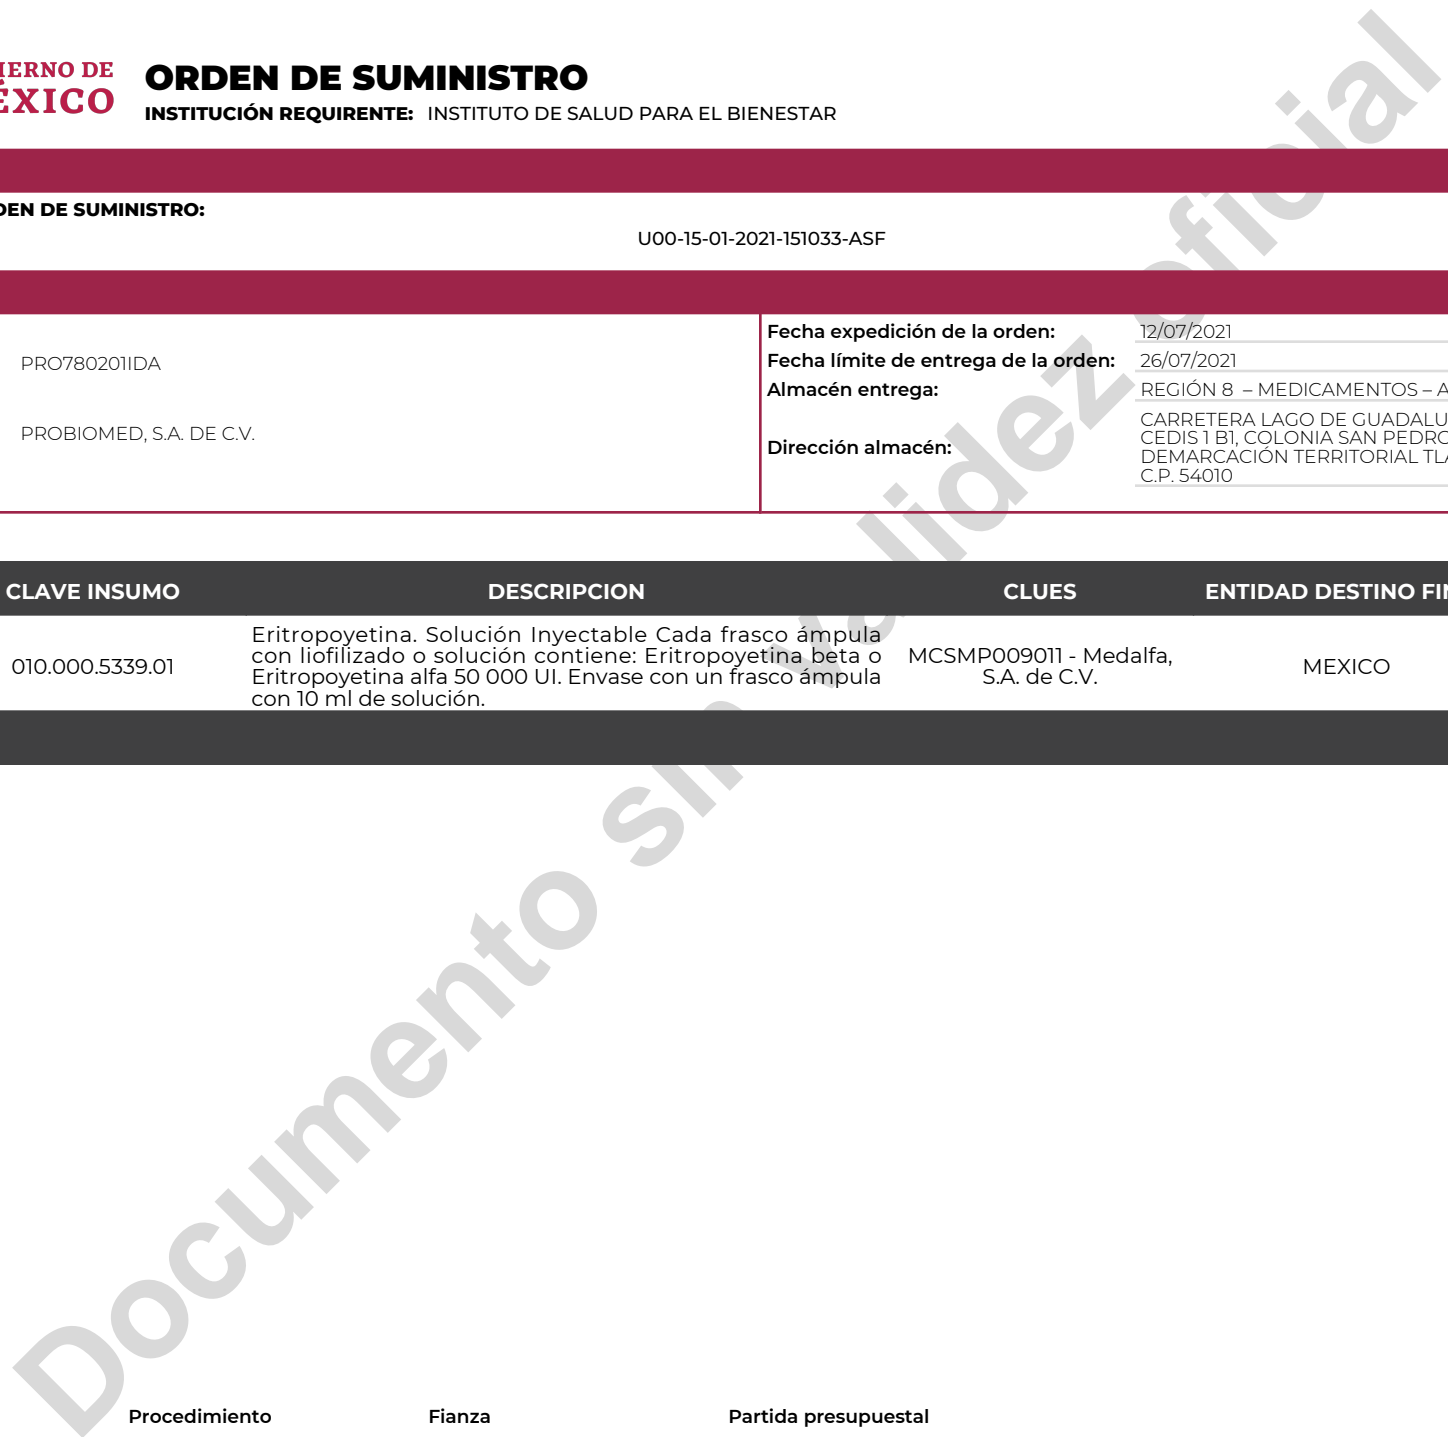 IERNO DE
ÉXICO
ORDEN DE SUMINISTRO
INSTITUCIÓN REQUIRENTE: INSTITUTO DE SALUD PARA EL BIENESTAR
DEN DE SUMINISTRO:
U00-15-01-2021-151033-ASF
PRO780201IDA
PROBIOMED, S.A. DE C.V.
Fecha expedición de la orden: 12/07/2021
Fecha límite de entrega de la orden: 26/07/2021
Almacén entrega: REGIÓN 8 – MEDICAMENTOS – A
Dirección almacén:
CARRETERA LAGO DE GUADALU
CEDIS 1 B1, COLONIA SAN PEDRO
DEMARCACIÓN TERRITORIAL TLA
C.P. 54010
CLAVE INSUMO DESCRIPCION CLUES ENTIDAD DESTINO FIN
010.000.5339.01
Eritropoyetina. Solución Inyectable Cada frasco ámpula
con liofilizado o solución contiene: Eritropoyetina beta o
Eritropoyetina alfa 50 000 UI. Envase con un frasco ámpula
con 10 ml de solución.
MCSMP009011 - Medalfa,
S.A. de C.V.
MEXICO
Documento sin validez oficial
Procedimiento Fianza Partida presupuestal